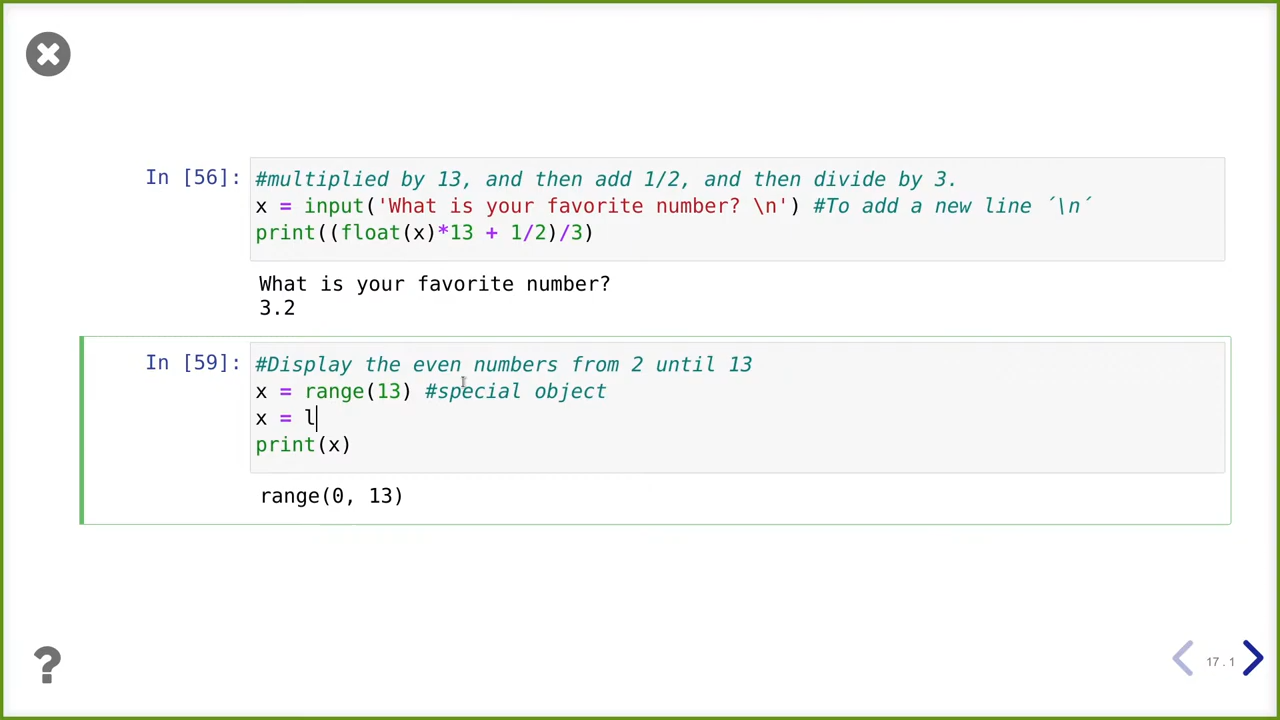 In [56]: #multiplied by 13, and then add 1/2, and then divide by 3.
x = input('What is your favorite number? \n') #To add a new line ´\n´
print((float(x)*13 + 1/2)/3)
What is your favorite number?
3.2
In [59]: #Display the even numbers from 2 until 13
x = range(13) #special object
x = l
print(x)
range(0, 13)
?
17.1